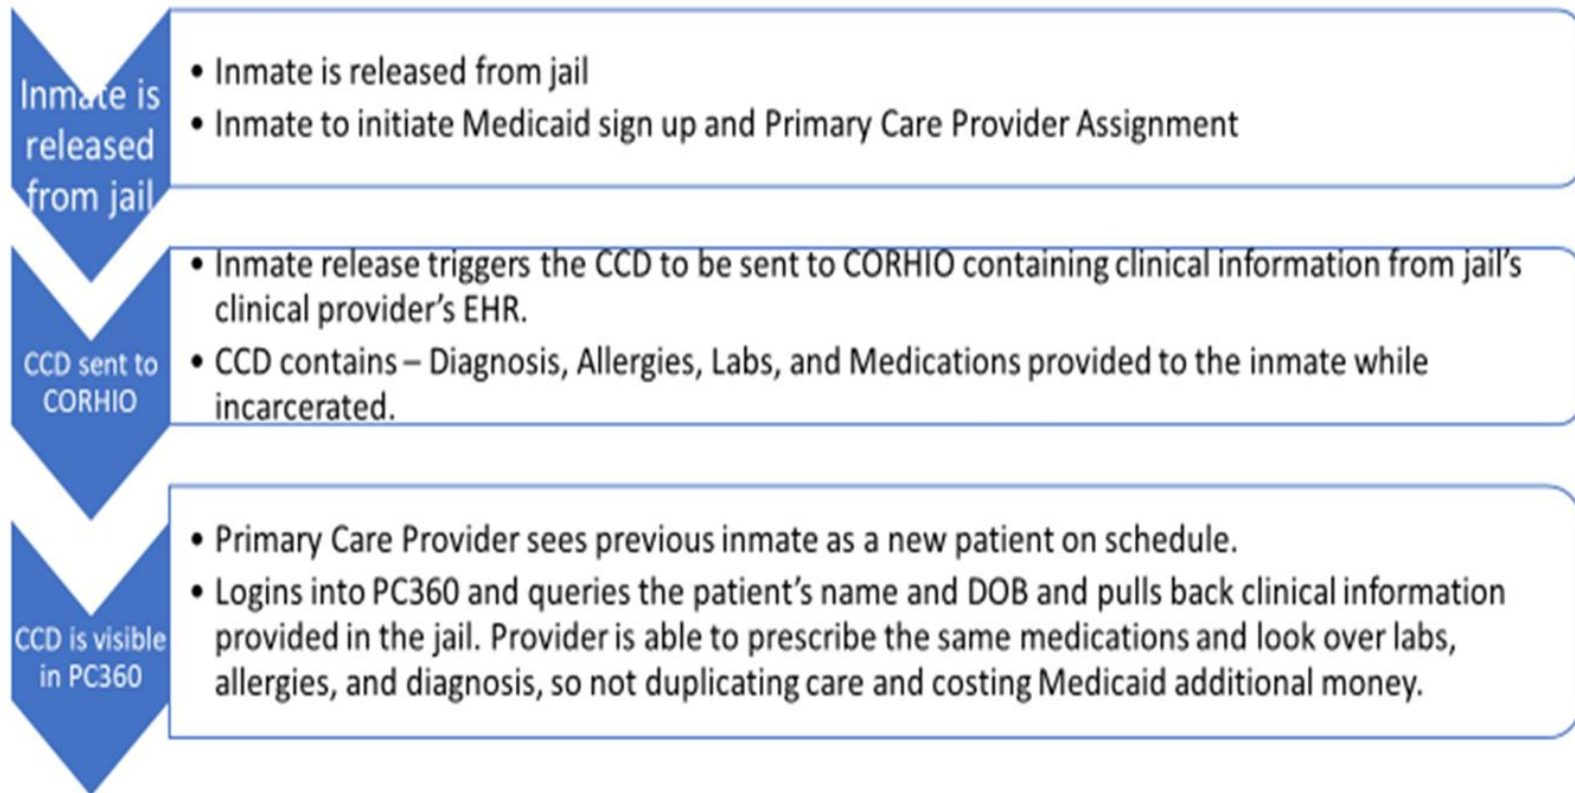 Inmate is
released
from jail
• Inmate is released from jail
• Inmate to initiate Medicaid sign up and Primary Care Provider Assignment
CCD sent to
CORHIO
• Inmate release triggers the CCD to be sent to CORHIO containing clinical information from jail's
clinical provider's EHR.
• CCD contains – Diagnosis, Allergies, Labs, and Medications provided to the inmate while
incarcerated.
CCD is visible
in PC360
• Primary Care Provider sees previous inmate as a new patient on schedule.
• Logins into PC360 and queries the patient's name and DOB and pulls back clinical information
provided in the jail. Provider is able to prescribe the same medications and look over labs,
allergies, and diagnosis, so not duplicating care and costing Medicaid additional money.